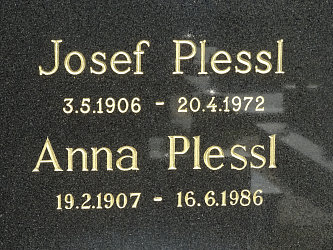 Josef Plessl
3.5.1906 - 20.4.1972
Anna Plessl
19.2.1907 - 16.6.1986